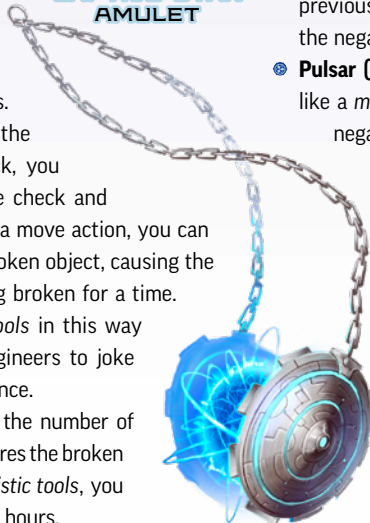 AMULET
s.
the
k, you
e check and
a move action, you can
oken object, causing the
g broken for a time.
ools in this way
gineers to joke
nce.
the number of
res the broken
istic tools, you
hours.
previous
the nega
Pulsar (
like a m
nega